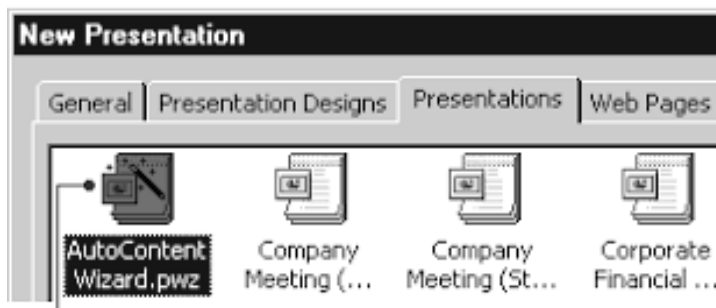 New Presentation
General Presentation Designs Presentations Web Pages
AutoContent Company Company Corporate
Wizard.pwz Meeting (... Meeting (St... Financial ...